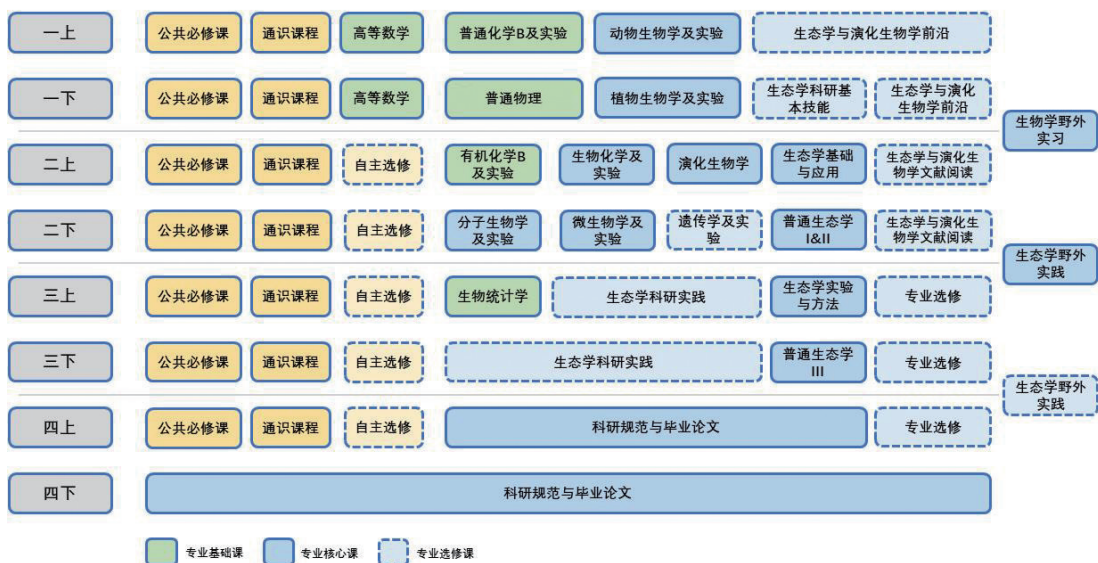 一上
公共必修课
通识课程
高等数学
普通化学B及实验
动物生物学及实验
生态学与演化生物学前沿
一下
公共必修课
通识课程
高等数学
普通物理
植物生物学及实验
生态学科研基
本技能
生态学与演化
生物学前沿
生物学野外
实习
二上
公共必修课
通识课程
自主选修
有机化学B
及实验
生物化学及
实验
演化生物学
生态学基础
与应用
生态学与演化生
物学文献阅读
二下
公共必修课
通识课程
自主选修
分子生物学
及实验
微生物学及
实验
遗传学及实
验
普通生态学
I&II
生态学与演化生
物学文献阅读
生态学野外
实践
三上
公共必修课
通识课程
自主选修
生物统计学
生态学科研实践
生态学实验
与方法
专业选修
三下
公共必修课
通识课程
自主选修
生态学科研实践
普通生态学
III
专业选修
生态学野外
实践
四上
公共必修课
通识课程
自主选修
科研规范与毕业论文
专业选修
四下
科研规范与毕业论文
专业基础课
专业核心课
专业选修课